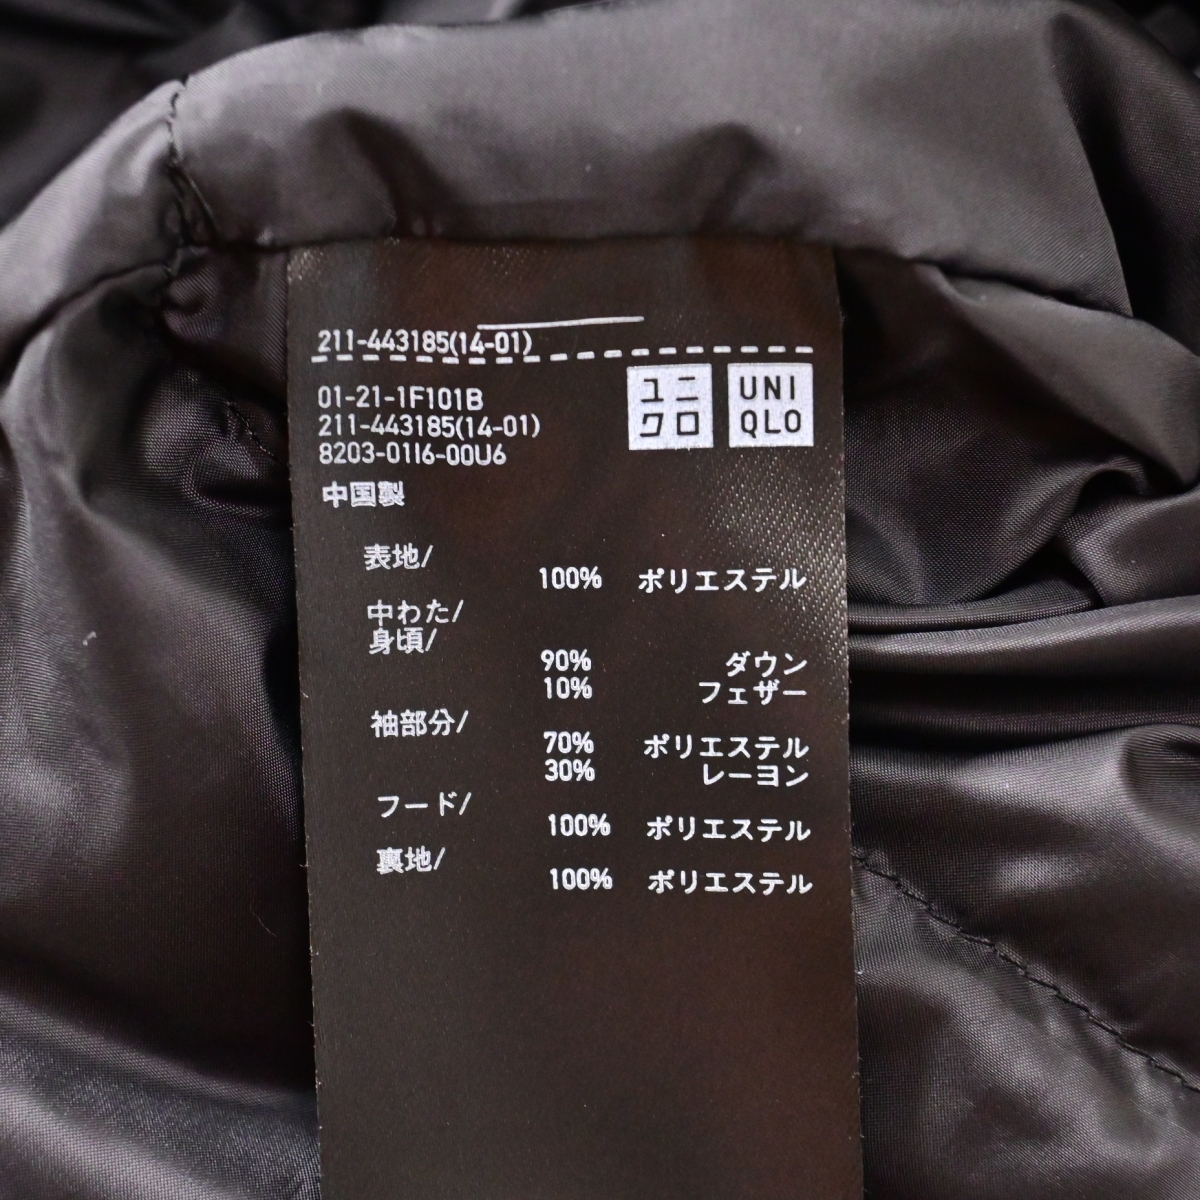 211-443185(14-01)
ユニ
クロ
UNI
QLO
01-21-1F101B
211-443185(14-01)
8203-01I6-00U6
中国製
表地/
100% ポリエステル
中わた/
身頃/
90% ダウン
10% フェザー
袖部分/
70% ポリエステル
30% レーヨン
フード/
100% ポリエステル
裏地/
100% ポリエステル